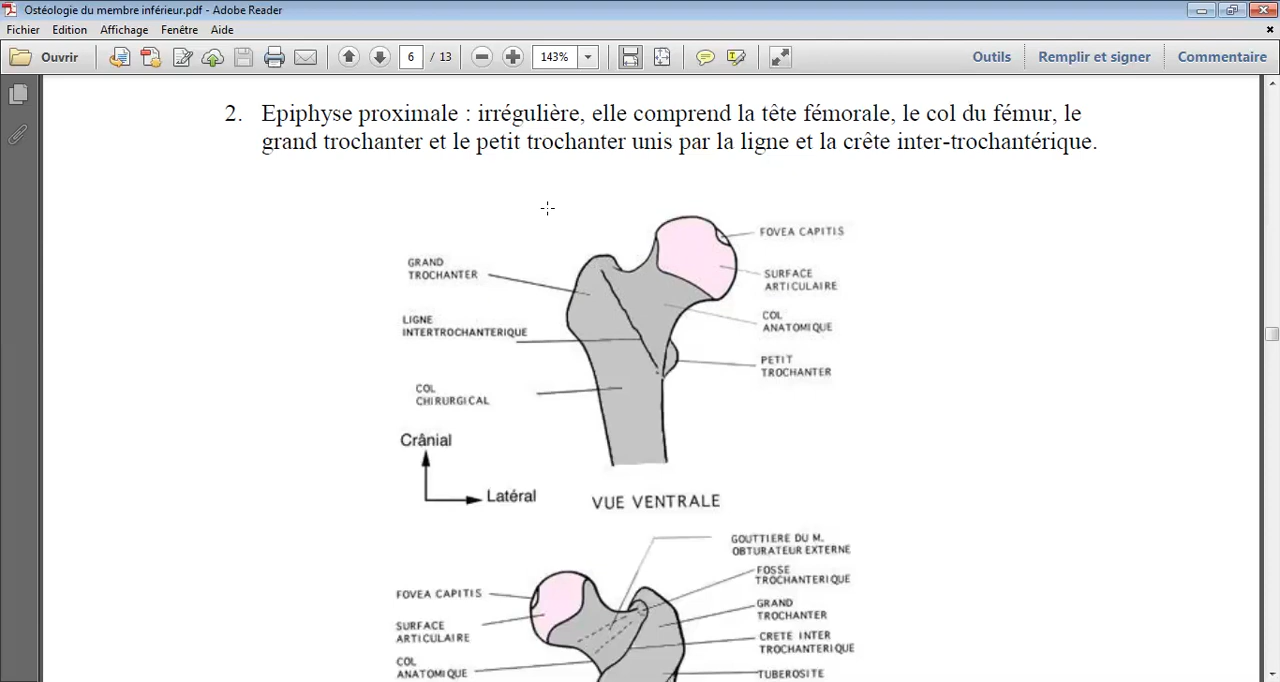 Ostéologie du membre inférieur.pdf - Adobe Reader
Fichier Edition Affichage Fenêtre Aide
Ouvrir 6 / 13 143% Outils Remplir et signer Commentaire
2. Epiphyse proximale : irrégulière, elle comprend la tête fémorale, le col du fémur, le
grand trochanter et le petit trochanter unis par la ligne et la crête inter-trochantérique.
FOVEA CAPITIS
GRAND
TROCHANTER
SURFACE
ARTICULAIRE
LIGNE
INTERTROCHANTERIQUE
COL
ANATOMIQUE
PETIT
TROCHANTER
COL
CHIRURGICAL
Crânial
Latéral
VUE VENTRALE
GOUTTIERE DU M.
OBTURATEUR EXTERNE
FOSSE
TROCHANTERIQUE
FOVEA CAPITIS
GRAND
TROCHANTER
SURFACE
ARTICULAIRE
CRETE INTER
TROCHANTERIQUE
COL
ANATOMIQUE
TUBEROSITE